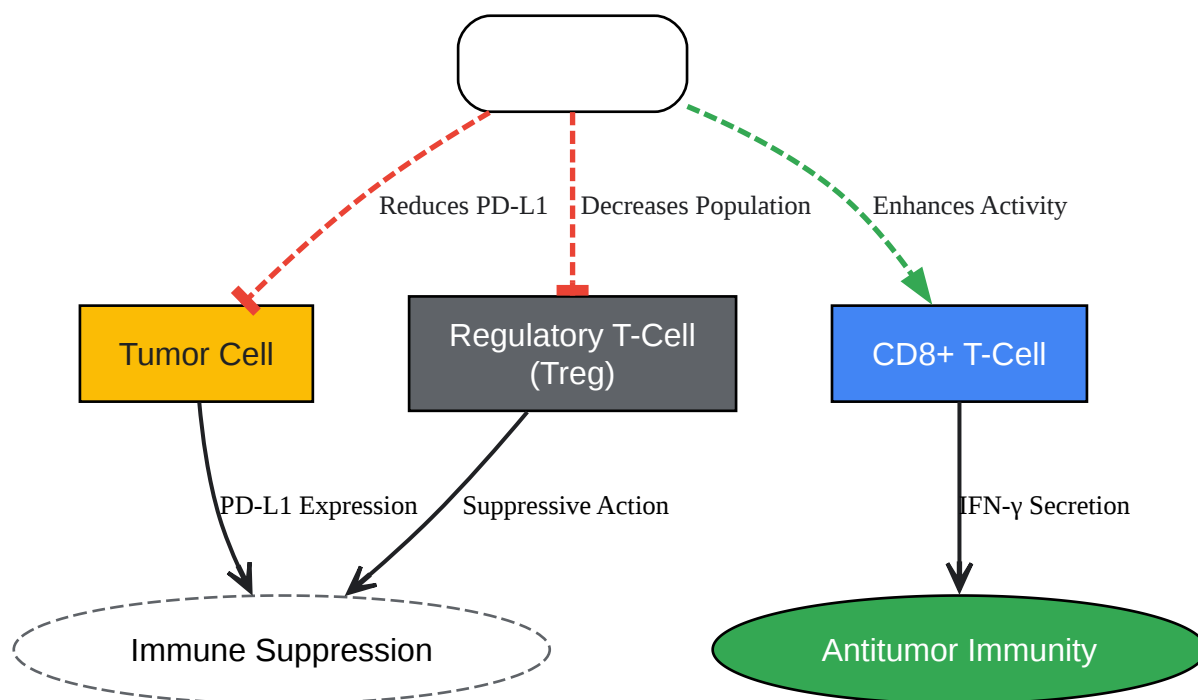 Reduces PD-L1
Decreases Population
Enhances Activity
Tumor Cell
Regulatory T-Cell
(Treg)
CD8+ T-Cell
PD-L1 Expression
Suppressive Action
IFN-γ Secretion
Immune Suppression
Antitumor Immunity